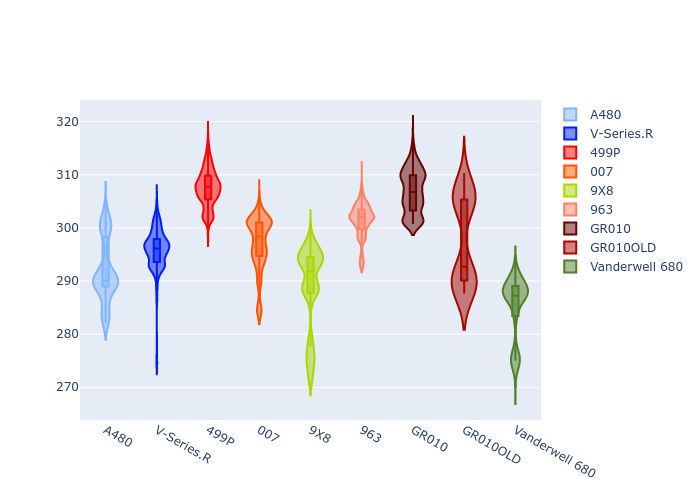 320
310
300
290
280
270
A480
V-Series.R
499P
007
9X8
963
GR010
GR010OLD
Vanderwell 680
A480
V-Series.R
499P
007
9X8
963
GR010
GR010OLD
Vanderwell 680